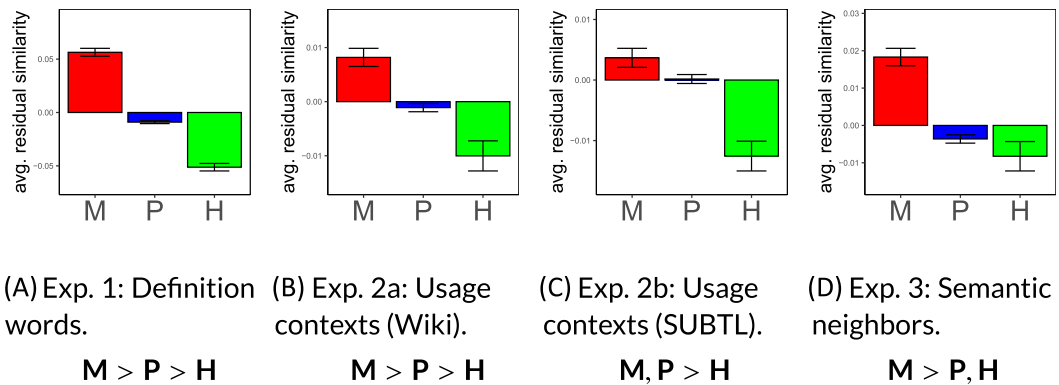 avg. residual similarity
0.05
0.00
−0.05
M P H
avg. residual similarity
0.01
0.00
−0.01
M P H
avg. residual similarity
0.01
0.00
−0.01
M P H
avg. residual similarity
0.03
0.02
0.01
0.00
−0.01
M P H
(A) Exp. 1: Definition
words.
M > P > H
(B) Exp. 2a: Usage
contexts (Wiki).
M > P > H
(C) Exp. 2b: Usage
contexts (SUBTL).
M, P > H
(D) Exp. 3: Semantic
neighbors.
M > P, H